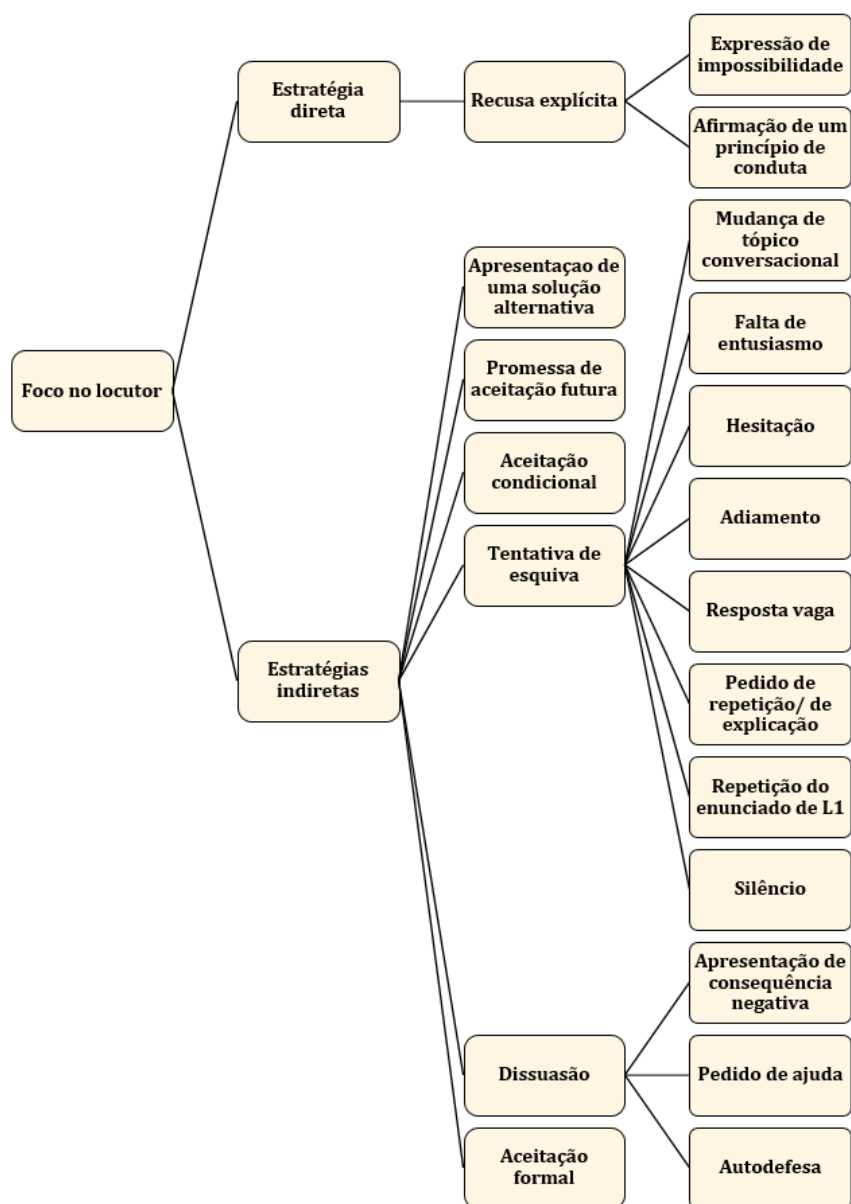 Expressão de
impossibilidade
Estratégia
direta
Recusa explícita
Afirmação de um
princípio de
conduta
Mudança de
tópico
conversacional
Apresentaçao de
uma solução
alternativa
Falta de
entusiasmo
Foco no locutor
Promessa de
aceitação futura
Hesitação
Aceitação
condicional
Adiamento
Tentativa de
esquiva
Resposta vaga
Estratégias
indiretas
Pedido de
repetição/ de
explicação
Repetição do
enunciado de L1
Silêncio
Apresentação de
consequência
negativa
Dissuasão
Pedido de ajuda
Aceitação
formal
Autodefesa